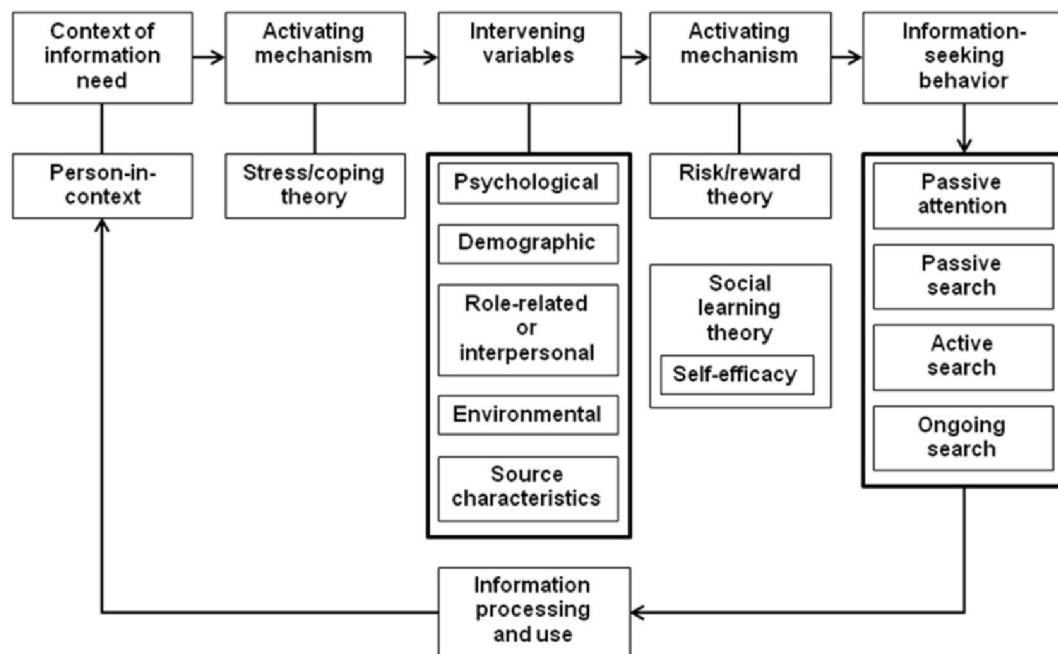 Context of
information
need
Activating
mechanism
Intervening
variables
Activating
mechanism
Information-
seeking
behavior
Person-in-
context
Stress/coping
theory
Psychological
Demographic
Role-related
or
interpersonal
Environmental
Source
characteristics
Risk/reward
theory
Social
learning
theory
Self-efficacy
Passive
attention
Passive
search
Active
search
Ongoing
search
Information
processing
and use